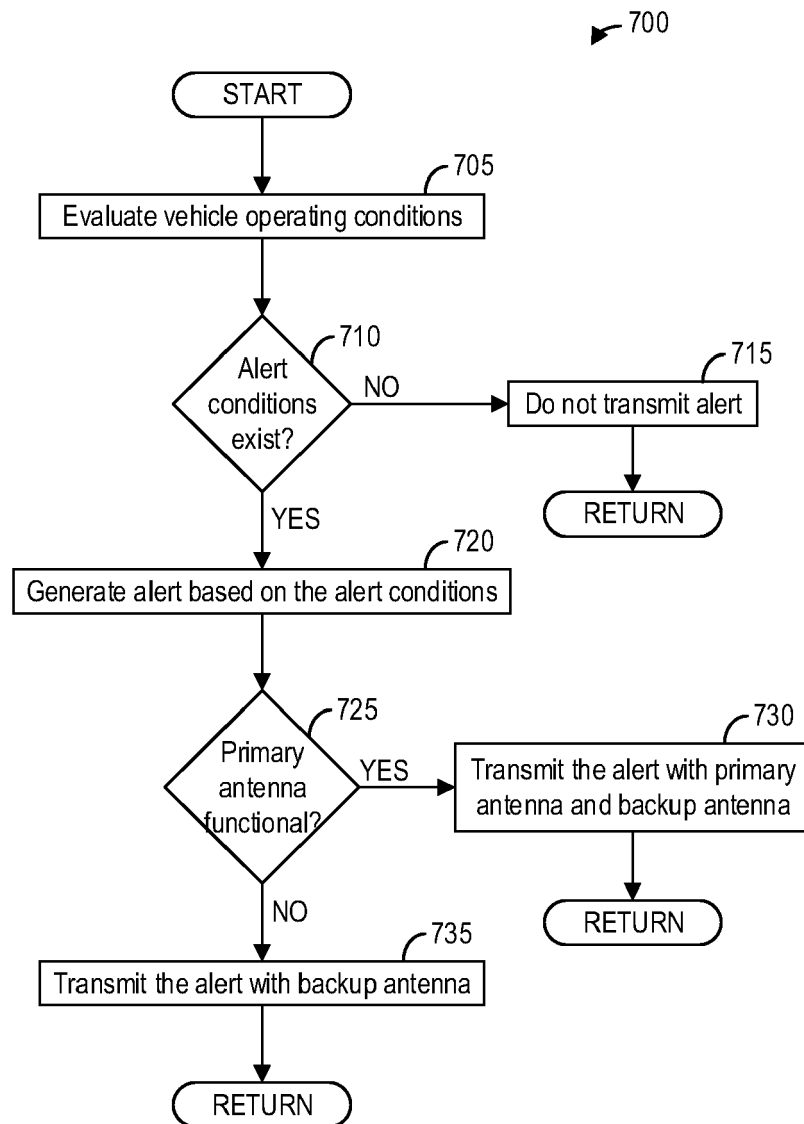 700
START
705
Evaluate vehicle operating conditions
710
Alert
conditions
exist?
NO
715
Do not transmit alert
RETURN
YES
720
Generate alert based on the alert conditions
725
Primary
antenna
functional?
YES
730
Transmit the alert with primary
antenna and backup antenna
RETURN
NO
735
Transmit the alert with backup antenna
RETURN